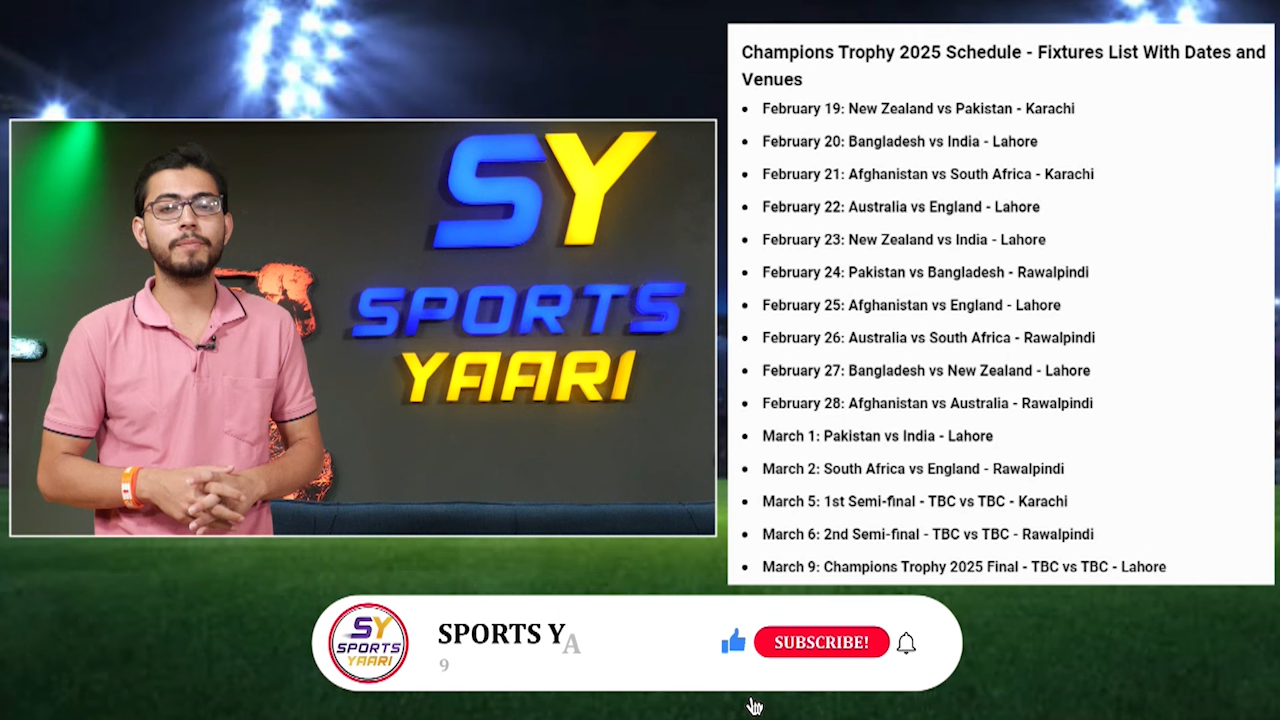 SY
SPORTS
YAARI
Champions Trophy 2025 Schedule - Fixtures List With Dates and
Venues
• February 19: New Zealand vs Pakistan - Karachi
• February 20: Bangladesh vs India - Lahore
• February 21: Afghanistan vs South Africa - Karachi
• February 22: Australia vs England - Lahore
• February 23: New Zealand vs India - Lahore
• February 24: Pakistan vs Bangladesh - Rawalpindi
• February 25: Afghanistan vs England - Lahore
• February 26: Australia vs South Africa - Rawalpindi
• February 27: Bangladesh vs New Zealand - Lahore
• February 28: Afghanistan vs Australia - Rawalpindi
• March 1: Pakistan vs India - Lahore
• March 2: South Africa vs England - Rawalpindi
• March 5: 1st Semi-final - TBC vs TBC - Karachi
• March 6: 2nd Semi-final - TBC vs TBC - Rawalpindi
• March 9: Champions Trophy 2025 Final - TBC vs TBC - Lahore
SY
SPORTS
YAARI
SPORTS YA
9
SUBSCRIBE!